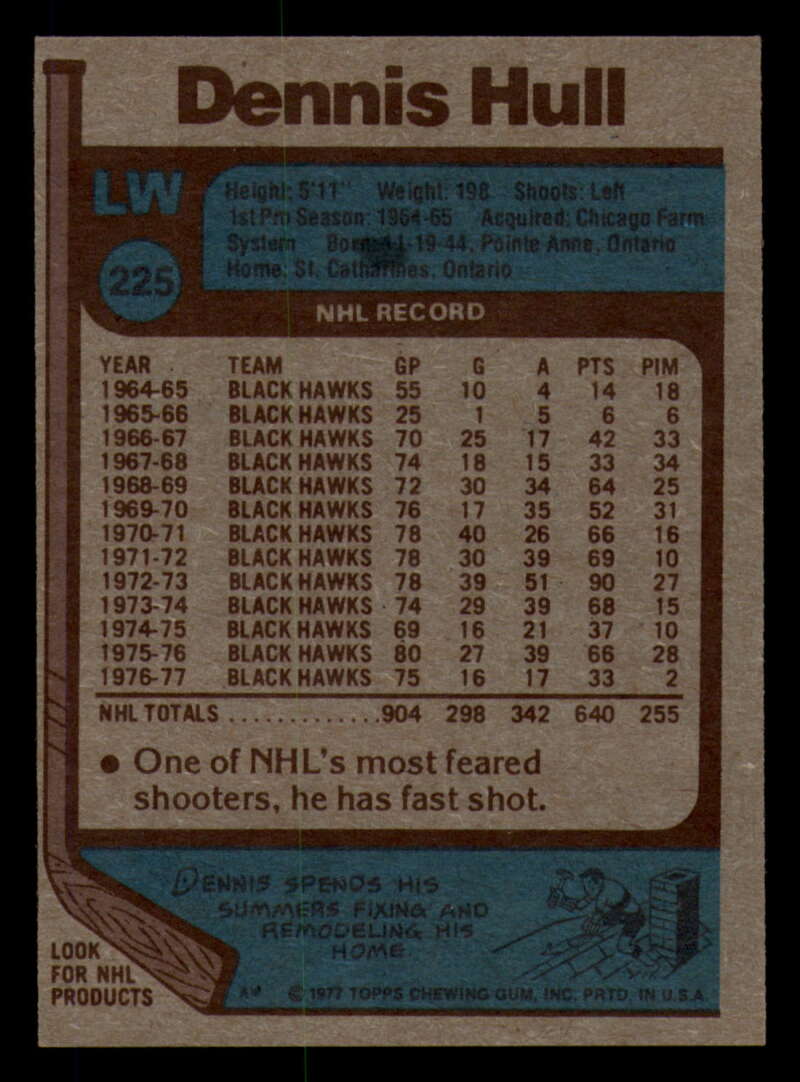 Dennis Hull
LW
225
Height: 5'11" Weight: 198 Shoots: Left
1st Pro Season: 1964-65 Acquired: Chicago Farm
System Born: 11-19-44, Pointe Anne, Ontario
Home: St. Catharines, Ontario
NHL RECORD
YEAR TEAM GP G A PTS PIM
1964-65 BLACK HAWKS 55 10 4 14 18
1965-66 BLACK HAWKS 25 1 5 6 6
1966-67 BLACK HAWKS 70 25 17 42 33
1967-68 BLACK HAWKS 74 18 15 33 34
1968-69 BLACK HAWKS 72 30 34 64 25
1969-70 BLACK HAWKS 76 17 35 52 31
1970-71 BLACK HAWKS 78 40 26 66 16
1971-72 BLACK HAWKS 78 30 39 69 10
1972-73 BLACK HAWKS 78 39 51 90 27
1973-74 BLACK HAWKS 74 29 39 68 15
1974-75 BLACK HAWKS 69 16 21 37 10
1975-76 BLACK HAWKS 80 27 39 66 28
1976-77 BLACK HAWKS 75 16 17 33 2
NHL TOTALS .............904 298 342 640 255
• One of NHL's most feared
shooters, he has fast shot.
DENNIS SPENDS HIS
SUMMERS FIXING AND
REMODELING HIS
HOME
LOOK
FOR NHL
PRODUCTS
© 1977 TOPPS CHEWING GUM, INC. PRTD. IN U.S.A.